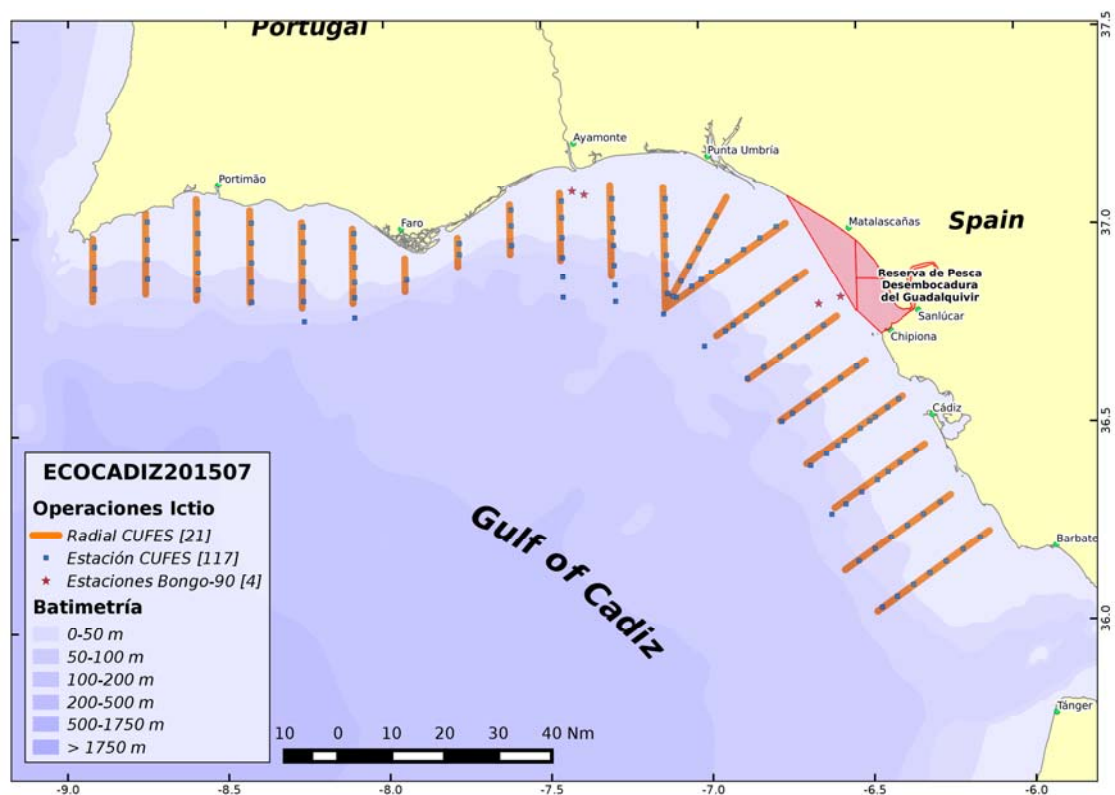 Portugal
Ayamonte
Punta Umbría
Portimão
Faro
Matalascañas
Spain
Reserva de Pesca
Desembocadura
del Guadalquivir
Sanlúcar
Chipiona
Cádiz
Barbate
Tánger
Gulf of Cadiz
ECOCADIZ201507
Operaciones Ictio
Radial CUFES [21]
Estación CUFES [117]
Estaciones Bongo-90 [4]
Batimetría
0-50 m
50-100 m
100-200 m
200-500 m
500-1750 m
> 1750 m
10 0 10 20 30 40 Nm
37.5
37.0
36.5
36.0
-9.0 -8.5 -8.0 -7.5 -7.0 -6.5 -6.0